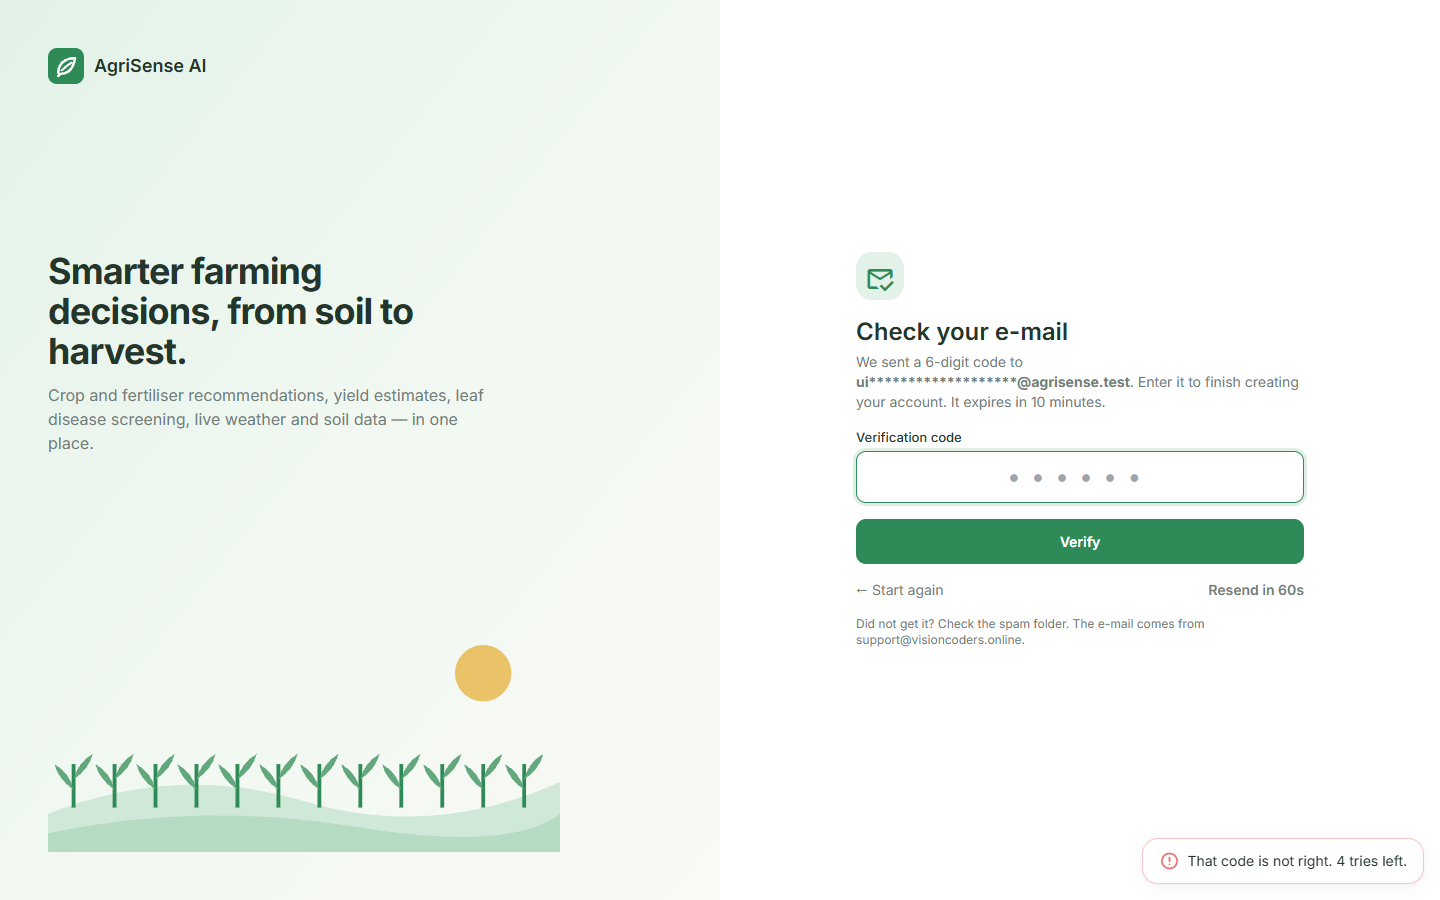 AgriSense AI
Smarter farming
decisions, from soil to
harvest.
Crop and fertiliser recommendations, yield estimates, leaf
disease screening, live weather and soil data — in one
place.
Check your e-mail
We sent a 6-digit code to
ui*******************@agrisense.test. Enter it to finish creating
your account. It expires in 10 minutes.
Verification code
••••••
Verify
← Start again
Resend in 60s
Did not get it? Check the spam folder. The e-mail comes from
support@visioncoders.online.
That code is not right. 4 tries left.